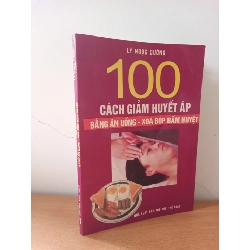 LÝ NGỌC CƯƠNG
100
CÁCH GIẢM HUYẾT ÁP
BẰNG ĂN UỐNG - XOA BÓP BẤM HUYỆT